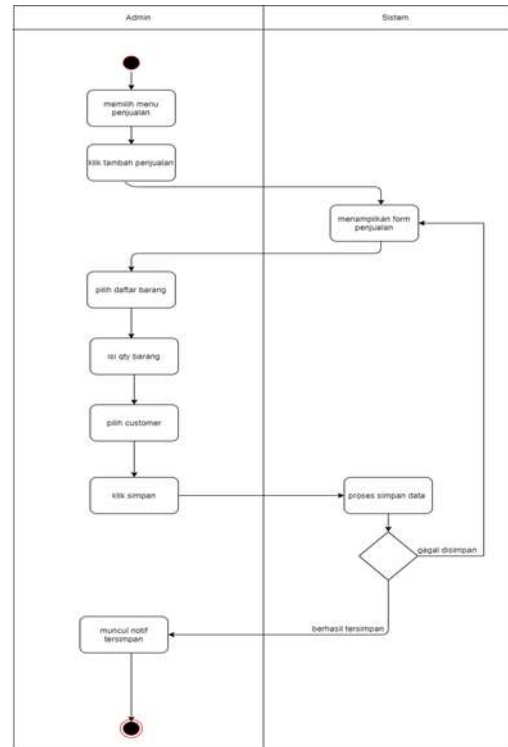 Admin
Sistem
memilih menu
penjualan
klik tambah penjualan
menampilkan form
penjualan
pilih daftar barang
isi qty barang
pilih customer
klik simpan
proses simpan data
gagal disimpan
berhasil tersimpan
muncul notif
tersimpan